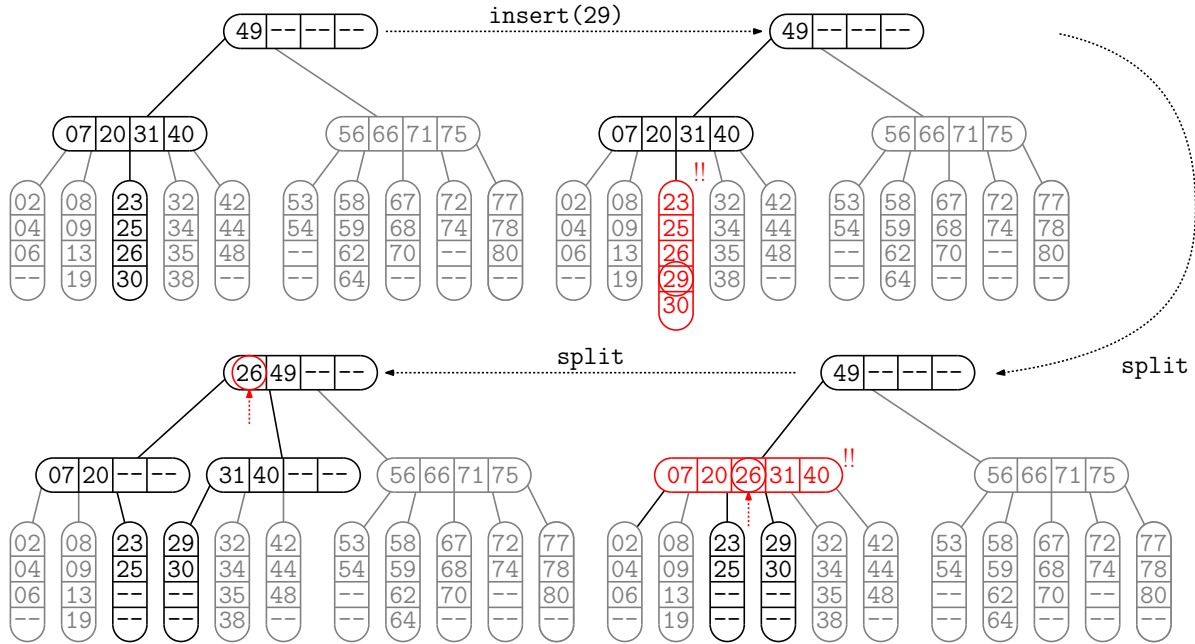 insert(29)
49 -- -- -- 49 -- -- --
07 20 31 40 56 66 71 75 07 20 31 40 56 66 71 75
!!
02 08 23 32 42 53 58 67 72 77 02 08 23 32 42 53 58 67 72 77
04 09 25 34 44 54 59 68 74 78 04 09 25 34 44 54 59 68 74 78
06 13 26 35 48 -- 62 70 -- 80 06 13 26 35 48 -- 62 70 -- 80
-- 19 30 38 -- -- 64 -- -- -- -- 19 29 38 -- -- 64 -- -- --
30
split
split
26 49 -- -- 49 -- -- --
!!
07 20 -- -- 31 40 -- -- 56 66 71 75 07 20 26 31 40 56 66 71 75
02 08 23 29 32 42 53 58 67 72 77 02 08 23 29 32 42 53 58 67 72 77
04 09 25 30 34 44 54 59 68 74 78 04 09 25 30 34 44 54 59 68 74 78
06 13 -- -- 35 48 -- 62 70 -- 80 06 13 -- -- 35 48 -- 62 70 -- 80
-- 19 -- -- 38 -- -- 64 -- -- -- -- 19 -- -- 38 -- -- 64 -- -- --